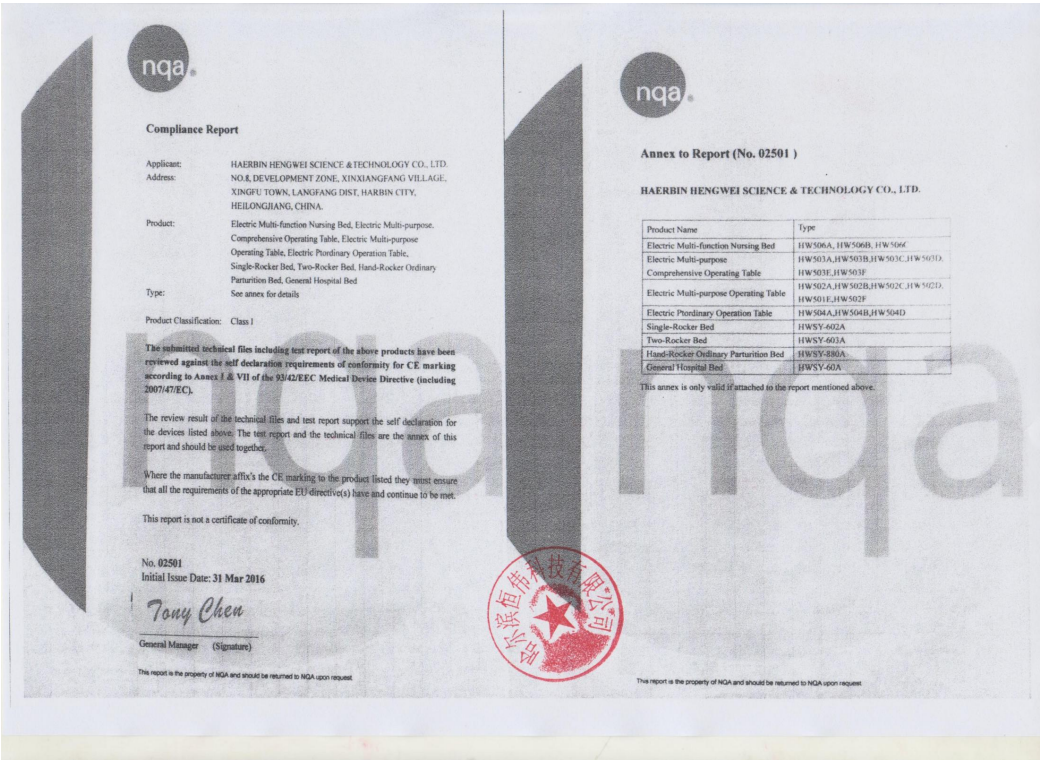 nqa
Compliance Report
Applicant: HAERBIN HENGWEI SCIENCE & TECHNOLOGY CO., LTD.
Address: NO.8, DEVELOPMENT ZONE, XINXIANGFANG VILLAGE,
XINGFU TOWN, LANGFANG DIST, HARBIN CITY,
HEILONGJIANG, CHINA.
Product: Electric Multi-function Nursing Bed, Electric Multi-purpose,
Comprehensive Operating Table, Electric Multi-purpose
Operating Table, Electric Ptordinary Operation Table,
Single-Rocker Bed, Two-Rocker Bed, Hand-Rocker Ordinary
Parturition Bed, General Hospital Bed
Type: See annex for details
Product Classification: Class I
The submitted technical files including test report of the above products have been
reviewed against the self declaration requirements of conformity for CE marking
according to Annex I & VII of the 93/42/EEC Medical Device Directive (including
2007/47/EC).
The review result of the technical files and test report support the self declaration for
the devices listed above. The test report and the technical files are the annex of this
report and should be used together.
Where the manufacturer affix's the CE marking to the product listed they must ensure
that all the requirements of the appropriate EU directive(s) have and continue to be met.
This report is not a certificate of conformity.
No. 02501
Initial Issue Date: 31 Mar 2016
Tony Chen
General Manager (Signature)
This report is the property of NQA and should be returned to NQA upon request.
nqa
nqa
Annex to Report (No. 02501 )
HAERBIN HENGWEI SCIENCE & TECHNOLOGY CO., LTD.
Product Name Type
Electric Multi-function Nursing Bed HW506A, HW506B, HW506C
Electric Multi-purpose HW503A,HW503B,HW503C,HW503D,
Comprehensive Operating Table HW503E,HW503F
Electric Multi-purpose Operating Table HW502A,HW502B,HW502C,HW502D,
HW501E,HW502F
Electric Ptordinary Operation Table HW504A,HW504B,HW504D
Single-Rocker Bed HWSY-602A
Two-Rocker Bed HWSY-603A
Hand-Rocker Ordinary Parturition Bed HWSY-880A
General Hospital Bed HWSY-60A
This annex is only valid if attached to the report mentioned above.
nqa
哈尔滨恒伟科技有限公司
This report is the property of NQA and should be returned to NQA upon request.